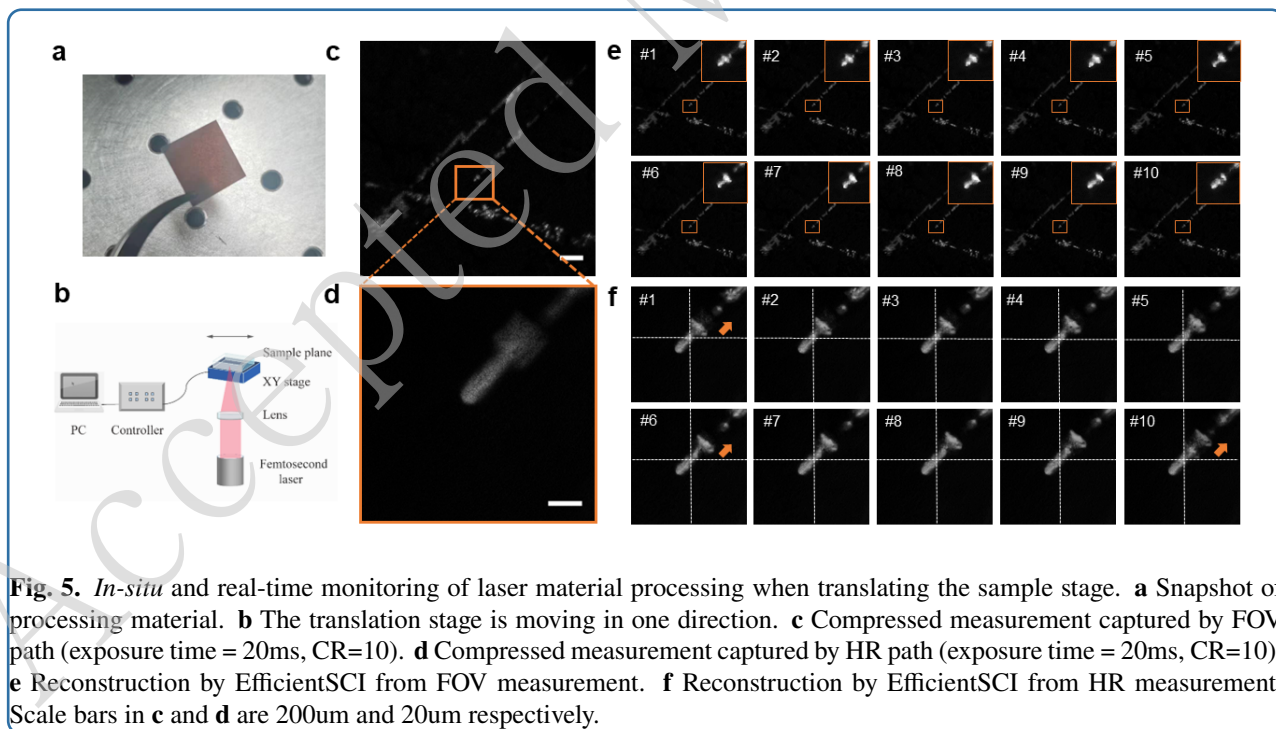 a
c
e
#1
#2
#3
#4
#5
#6
#7
#8
#9
#10
b
Sample plane
XY stage
Lens
PC
Controller
Femtosecond
laser
d
f
#1
#2
#3
#4
#5
#6
#7
#8
#9
#10
Fig. 5. In-situ and real-time monitoring of laser material processing when translating the sample stage. a Snapshot of
processing material. b The translation stage is moving in one direction. c Compressed measurement captured by FOV
path (exposure time = 20ms, CR=10). d Compressed measurement captured by HR path (exposure time = 20ms, CR=10)
e Reconstruction by EfficientSCI from FOV measurement. f Reconstruction by EfficientSCI from HR measurement
Scale bars in c and d are 200um and 20um respectively.
Accepted M